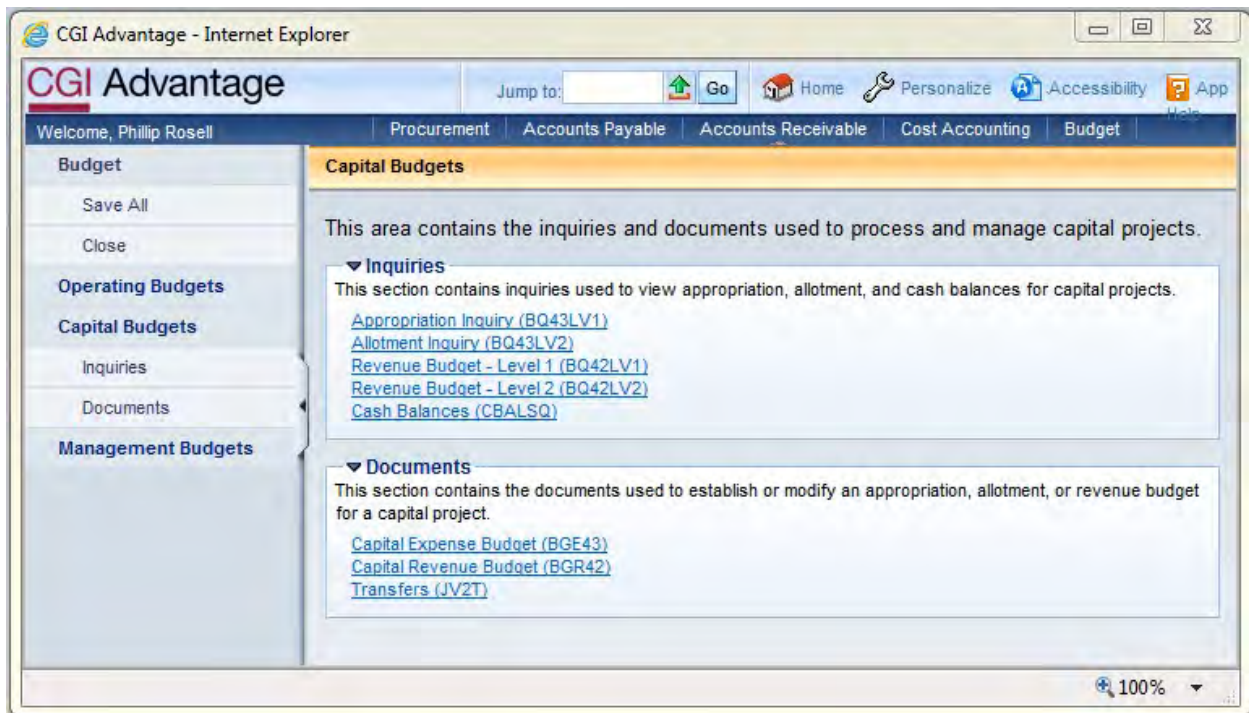 CGI Advantage - Internet Explorer
CGI Advantage
Jump to: Go Home Personalize Accessibility App Help
Welcome, Phillip Rosell
Procurement Accounts Payable Accounts Receivable Cost Accounting Budget
Budget
Save All
Close
Operating Budgets
Capital Budgets
Inquiries
Documents
Management Budgets
Capital Budgets
This area contains the inquiries and documents used to process and manage capital projects.
Inquiries
This section contains inquiries used to view appropriation, allotment, and cash balances for capital projects.
Appropriation Inquiry (BQ43LV1)
Allotment Inquiry (BQ43LV2)
Revenue Budget - Level 1 (BQ42LV1)
Revenue Budget - Level 2 (BQ42LV2)
Cash Balances (CBALSQ)
Documents
This section contains the documents used to establish or modify an appropriation, allotment, or revenue budget
for a capital project.
Capital Expense Budget (BGE43)
Capital Revenue Budget (BGR42)
Transfers (JV2T)
100%